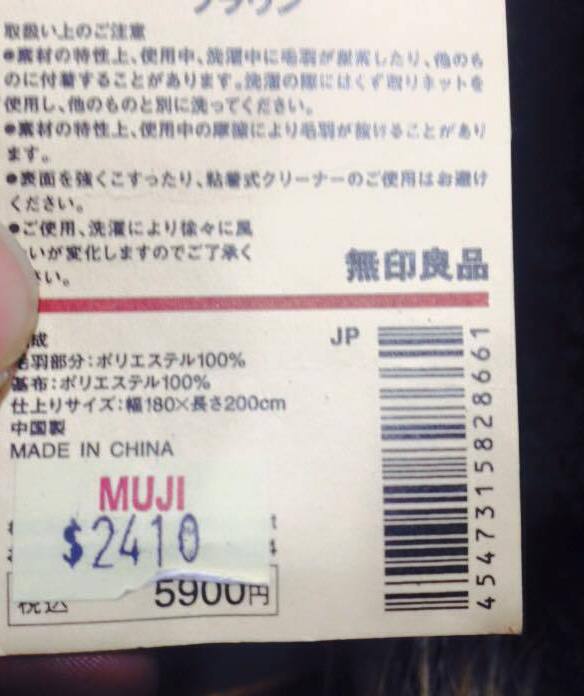 ブラウン
取扱い上のご注意
●素材の特性上、使用中、洗濯中に毛羽が脱落したり、他のも
のに付着することがあります。洗濯の際にはくず取りネットを
使用し、他のものと別に洗ってください。
●素材の特性上、使用中の摩擦により毛羽が抜けることがあり
ます。
●表面を強くこすったり、粘着式クリーナーのご使用はお避け
ください。
●ご使用、洗濯により徐々に風
いが変化しますのでご了承く
さい。
無印良品
成
毛羽部分：ポリエステル100%
基布：ポリエステル100%
仕上りサイズ：幅180×長さ200cm
中国製
MADE IN CHINA
JP
4547315828661
MUJI
$2410
税込 5900円